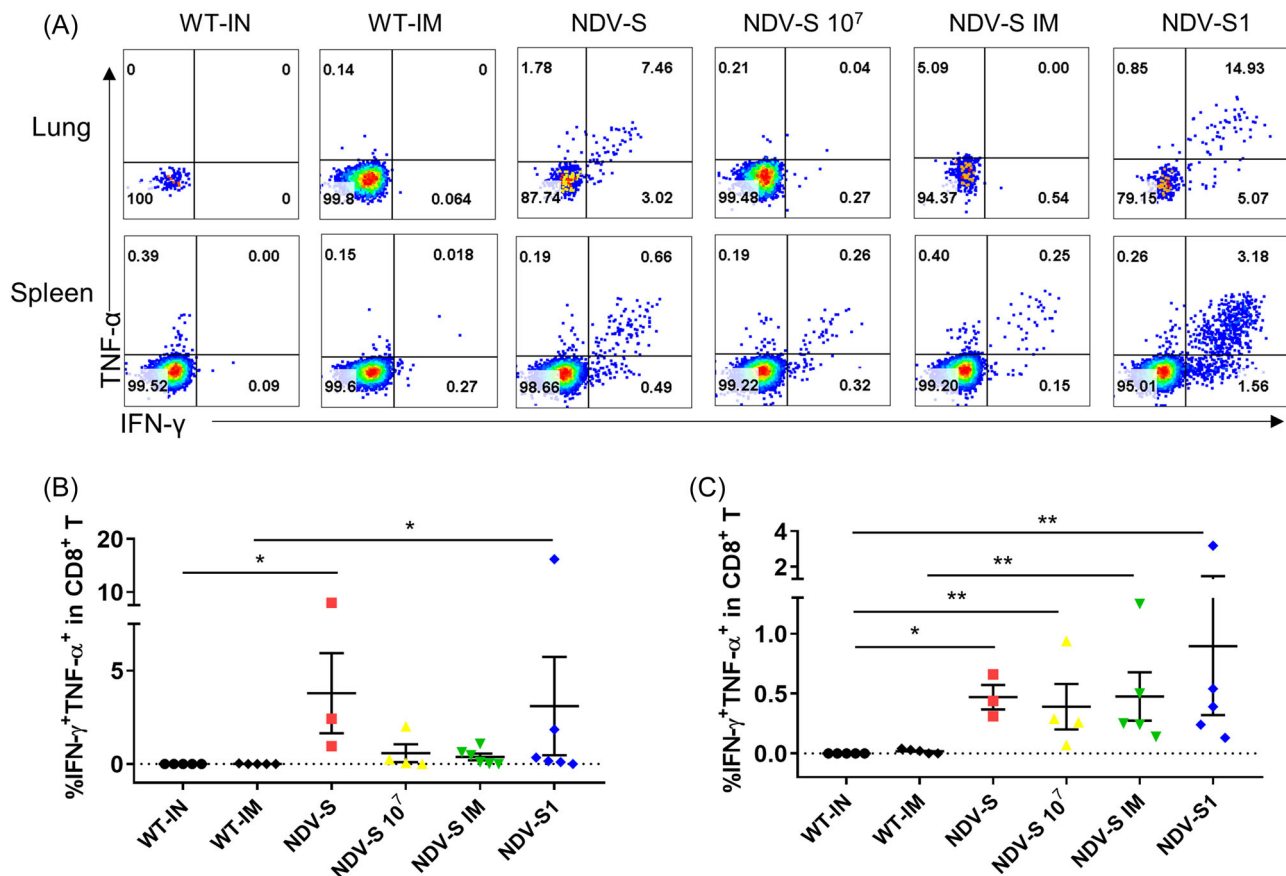 (A)
WT-IN WT-IM NDV-S NDV-S 10⁷ NDV-S IM NDV-S1
0 0 0.14 0 1.78 7.46 0.21 0.04 5.09 0.00 0.85 14.93
Lung
100 0 99.8 0.064 87.74 3.02 99.48 0.27 94.37 0.54 79.15 5.07
0.39 0.00 0.15 0.018 0.19 0.66 0.19 0.26 0.40 0.25 0.26 3.18
Spleen
TNF-α
99.52 0.09 99.6 0.27 98.66 0.49 99.22 0.32 99.20 0.15 95.01 1.56
IFN-γ
(B)
%IFN-γ⁺TNF-α⁺ in CD8⁺ T
20
10
5
0
*
*
WT-IN WT-IM NDV-S NDV-S 10⁷ NDV-S IM NDV-S1
(C)
%IFN-γ⁺TNF-α⁺ in CD8⁺ T
4
2
1.0
0.5
0.0
**
**
**
*
WT-IN WT-IM NDV-S NDV-S 10⁷ NDV-S IM NDV-S1